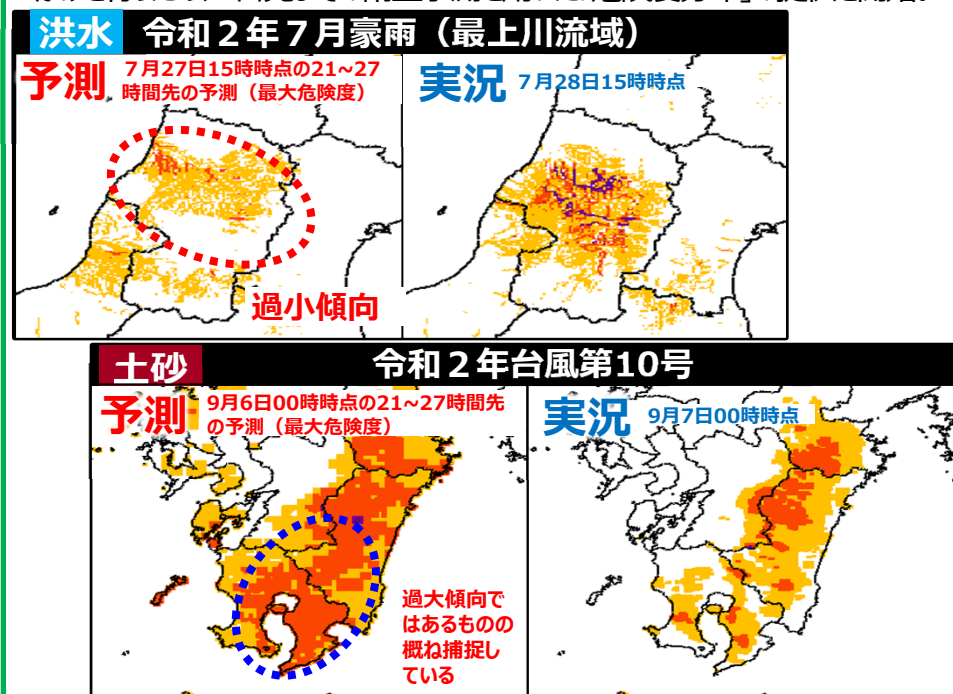 洪水 令和２年７月豪雨（最上川流域）
予測 ７月27日15時時点の21~27
時間先の予測（最大危険度）
実況 ７月28日15時時点
過小傾向
土砂 令和２年台風第10号
予測 9月6日00時時点の21~27時間先
の予測（最大危険度）
実況 9月7日00時時点
過大傾向で
はあるものの
概ね捕捉し
ている